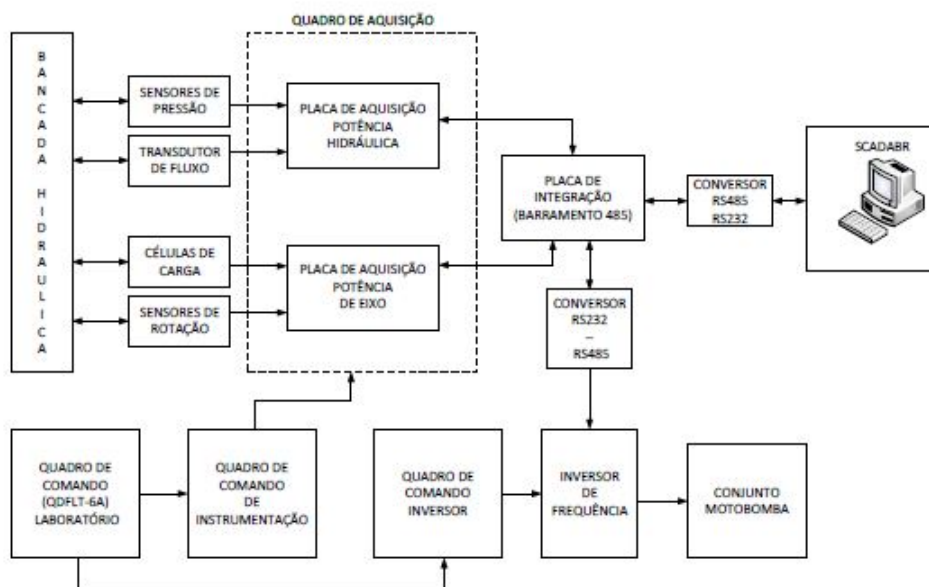 QUADRO DE AQUISIÇÃO
B
A
N
C
A
D
A
H
I
D
R
A
U
L
I
C
A
SENSORES DE
PRESSÃO
TRANSDUTOR
DE FLUXO
CÉLULAS DE
CARGA
SENSORES DE
ROTAÇÃO
PLACA DE AQUISIÇÃO
POTÊNCIA
HIDRÁULICA
PLACA DE AQUISIÇÃO
POTÊNCIA
DE EIXO
PLACA DE
INTEGRAÇÃO
(BARRAMENTO 485)
CONVERSOR
RS485
RS232
SCADABR
CONVERSOR
RS232
–
RS485
QUADRO DE
COMANDO
(QDFLT-6A)
LABORATÓRIO
QUADRO DE
COMANDO
DE
INSTRUMENTAÇÃO
QUADRO DE
COMANDO
INVERSOR
INVERSOR
DE
FREQUÊNCIA
CONJUNTO
MOTOBOMBA